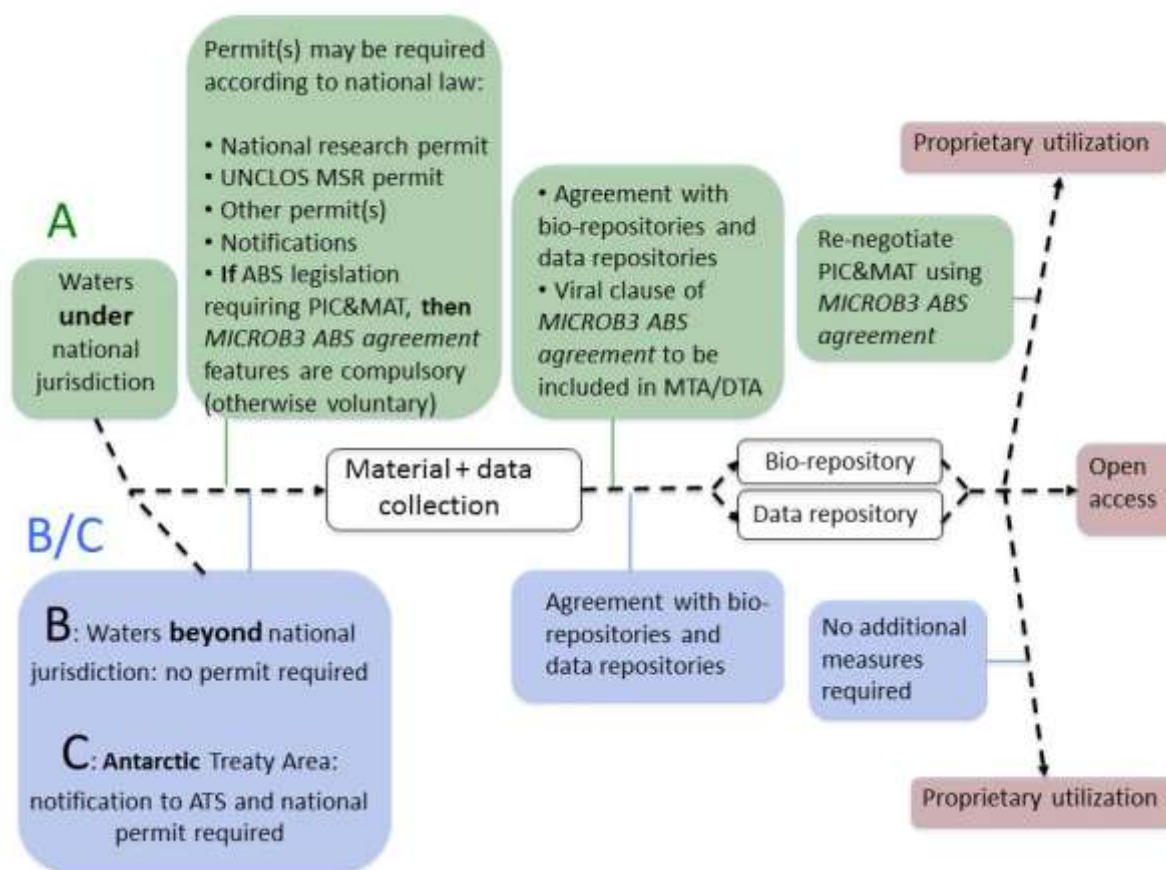 Permit(s) may be required
according to national law:
• National research permit
• UNCLOS MSR permit
• Other permit(s)
• Notifications
• If ABS legislation
requiring PIC&MAT, then
MICROB3 ABS agreement
features are compulsory
(otherwise voluntary)
A
Waters
under
national
jurisdiction
• Agreement with
bio-repositories and
data repositories
• Viral clause of
MICROB3 ABS
agreement to be
included in MTA/DTA
Proprietary utilization
Re-negotiate
PIC&MAT using
MICROB3 ABS
agreement
Material + data
collection
Bio-repository
Data repository
Open
access
B/C
B: Waters beyond national
jurisdiction: no permit required
C: Antarctic Treaty Area:
notification to ATS and national
permit required
Agreement with bio-
repositories and
data repositories
No additional
measures
required
Proprietary utilization